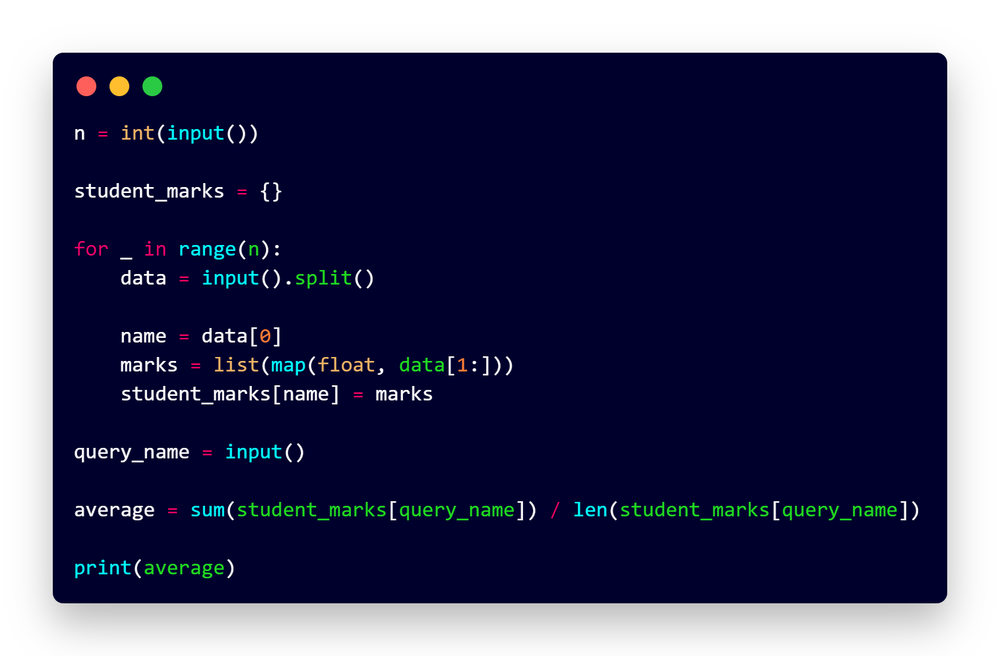 n = int(input())
student_marks = {}
for _ in range(n):
    data = input().split()
    name = data[0]
    marks = list(map(float, data[1:]))
    student_marks[name] = marks
query_name = input()
average = sum(student_marks[query_name]) / len(student_marks[query_name])
print(average)